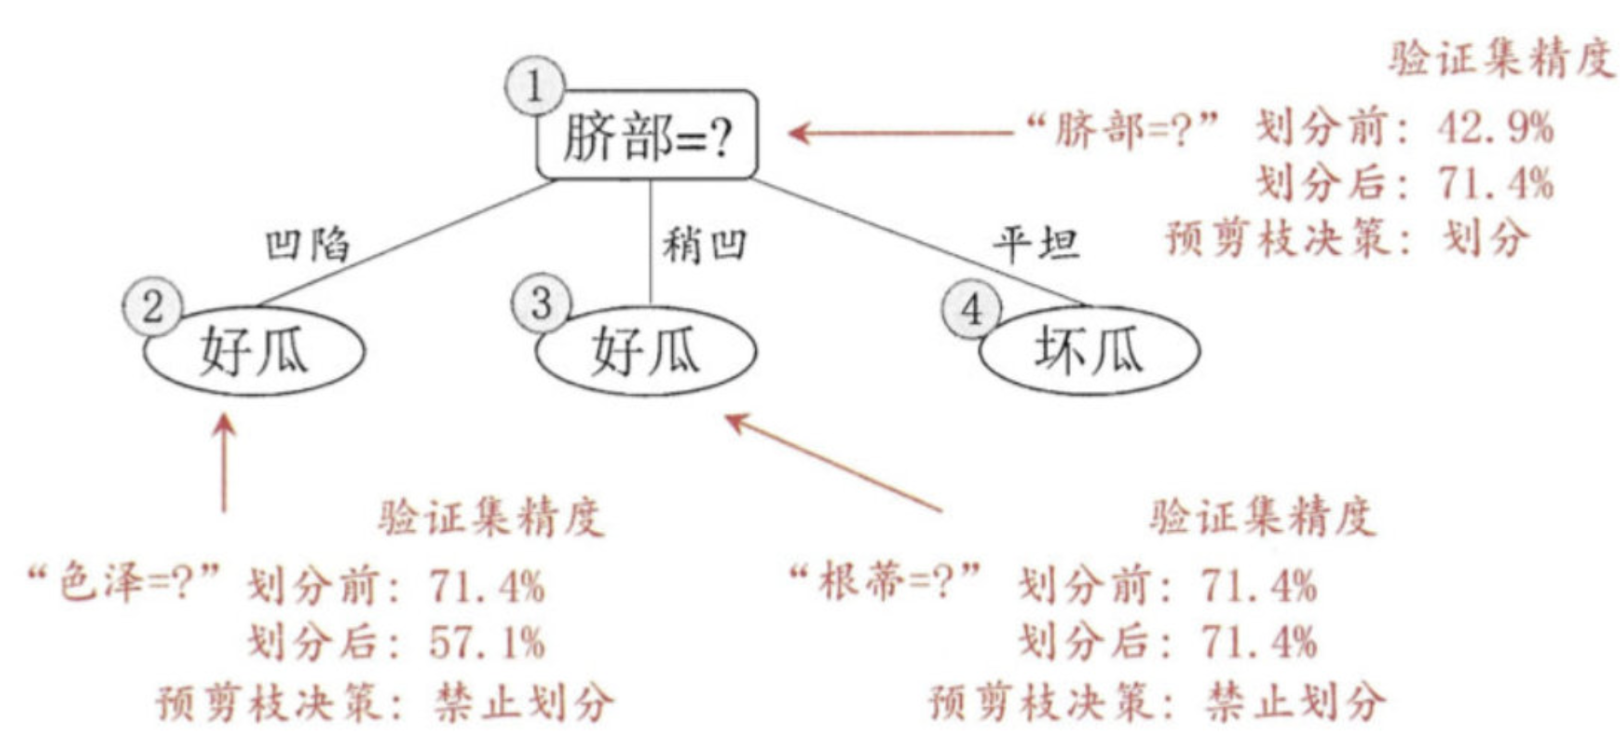 验证集精度
①
脐部=?
“脐部=?” 划分前: 42.9%
划分后: 71.4%
预剪枝决策: 划分
凹陷 稍凹 平坦
② ③ ④
好瓜 好瓜 坏瓜
验证集精度
“色泽=?” 划分前: 71.4%
划分后: 57.1%
预剪枝决策: 禁止划分
验证集精度
“根蒂=?” 划分前: 71.4%
划分后: 71.4%
预剪枝决策: 禁止划分